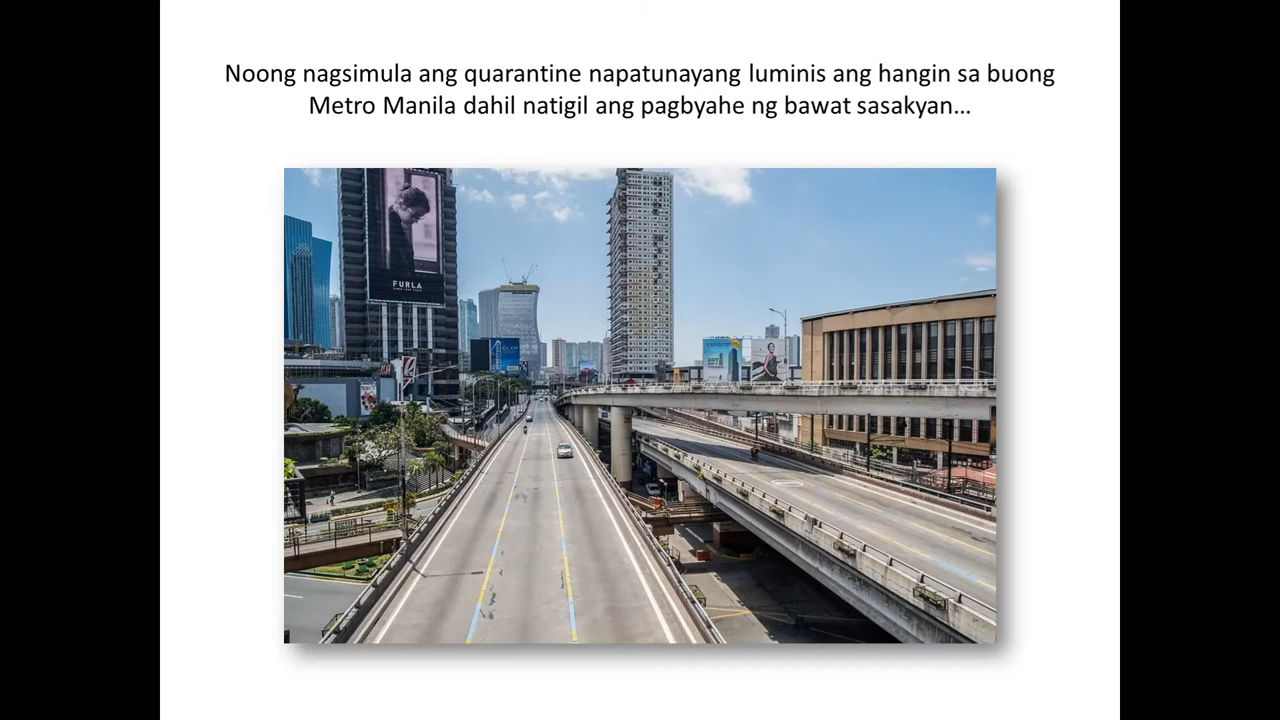 Noong nagsimula ang quarantine napatunayang luminis ang hangin sa buong
Metro Manila dahil natigil ang pagbyahe ng bawat sasakyan…
FURLA